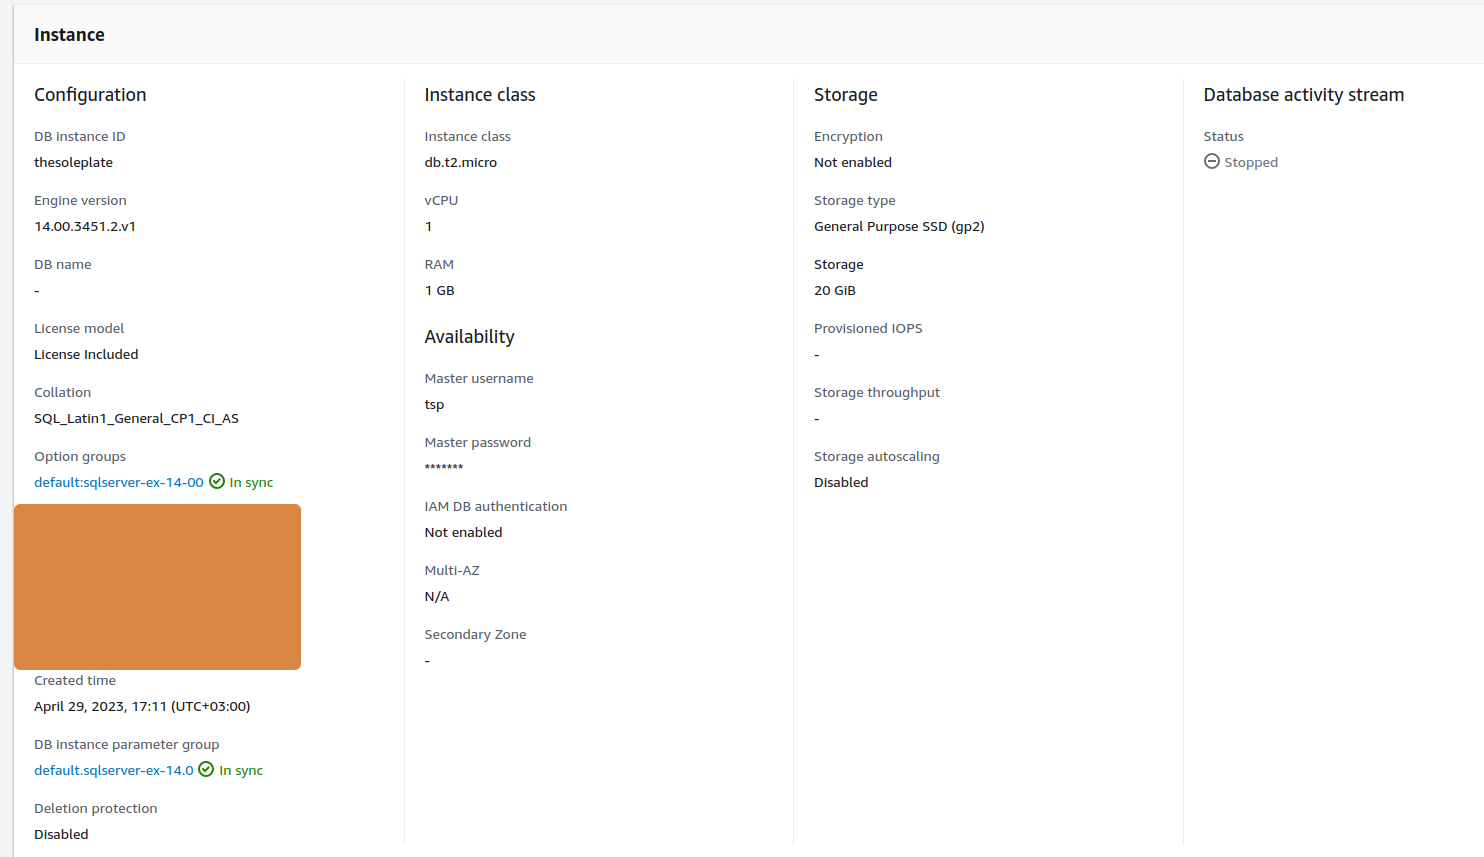 Instance
Configuration
DB instance ID
thesoleplate
Engine version
14.00.3451.2.v1
DB name
-
License model
License Included
Collation
SQL_Latin1_General_CP1_CI_AS
Option groups
default:sqlserver-ex-14-00 In sync
Created time
April 29, 2023, 17:11 (UTC+03:00)
DB instance parameter group
default.sqlserver-ex-14.0 In sync
Deletion protection
Disabled
Instance class
Instance class
db.t2.micro
vCPU
1
RAM
1 GB
Availability
Master username
tsp
Master password
*******
IAM DB authentication
Not enabled
Multi-AZ
N/A
Secondary Zone
-
Storage
Encryption
Not enabled
Storage type
General Purpose SSD (gp2)
Storage
20 GiB
Provisioned IOPS
-
Storage throughput
-
Storage autoscaling
Disabled
Database activity stream
Status
Stopped